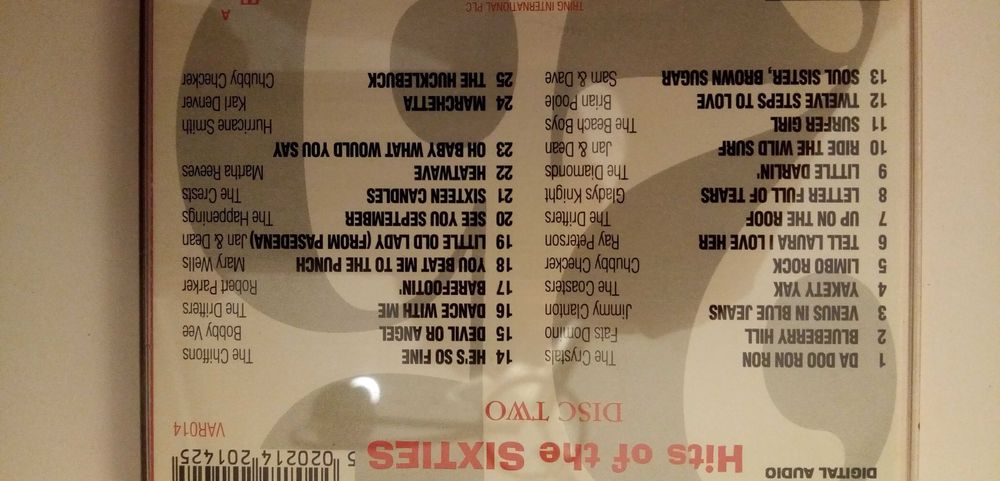 DIGITAL AUDIO
Hits of the SIXTIES
DISC TWO
5 020214 201425
VAR014
1 DA DOO RON RON The Crystals
2 BLUEBERRY HILL Fats Domino
3 VENUS IN BLUE JEANS Jimmy Clanton
4 YAKETY YAK The Coasters
5 LIMBO ROCK Chubby Checker
6 TELL LAURA I LOVE HER Ray Peterson
7 UP ON THE ROOF The Drifters
8 LETTER FULL OF TEARS Gladys Knight
9 LITTLE DARLIN' The Diamonds
10 RIDE THE WILD SURF Jan & Dean
11 SURFER GIRL The Beach Boys
12 TWELVE STEPS TO LOVE Brian Poole
13 SOUL SISTER, BROWN SUGAR Sam & Dave
14 HE'S SO FINE The Chiffons
15 DEVIL OR ANGEL Bobby Vee
16 DANCE WITH ME The Drifters
17 BAREFOOTIN' Robert Parker
18 YOU BEAT ME TO THE PUNCH Mary Wells
19 LITTLE OLD LADY (FROM PASEDENA) Jan & Dean
20 SEE YOU SEPTEMBER The Happenings
21 SIXTEEN CANDLES The Crests
22 HEATWAVE Martha Reeves
23 OH BABY WHAT WOULD YOU SAY
Hurricane Smith
24 MARCHETTA Karl Denver
25 THE HUCKLEBUCK Chubby Checker
TRING INTERNATIONAL PLC
A